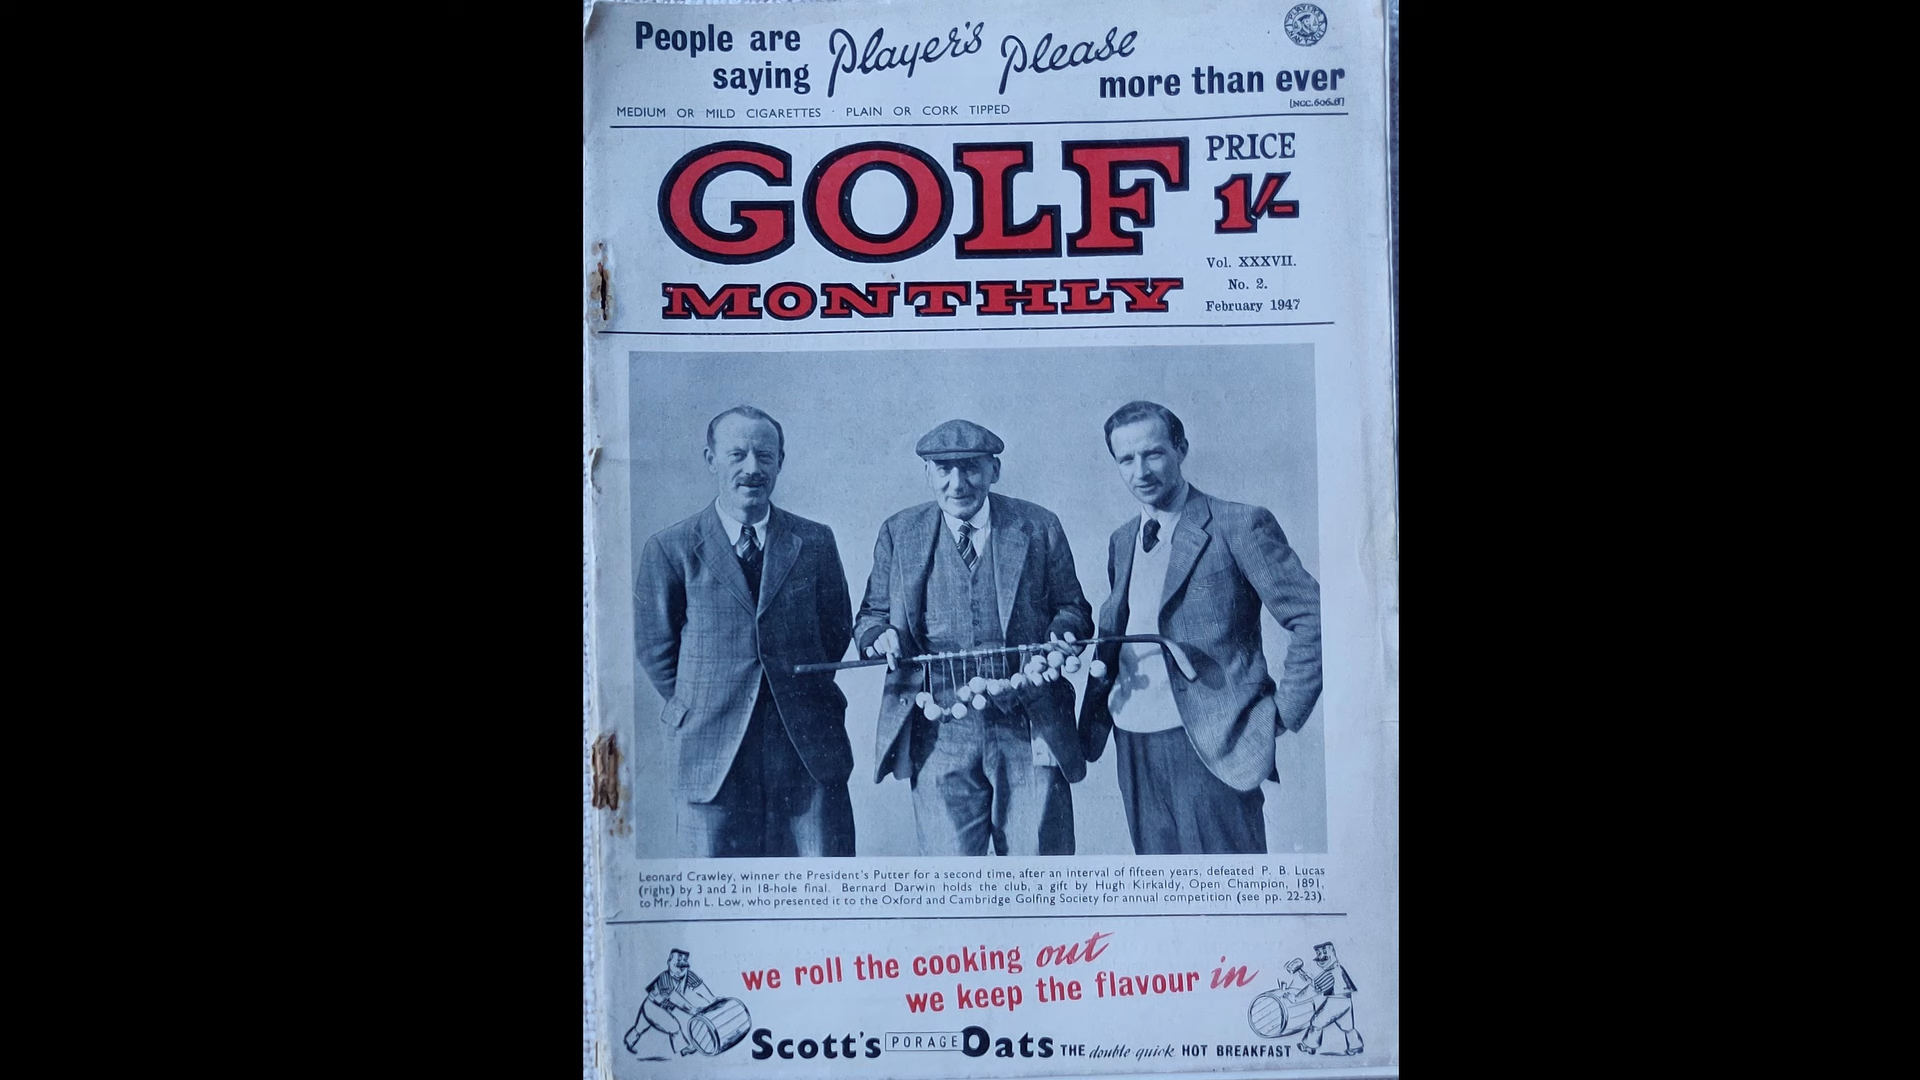 People are
saying Player's Please
more than ever
[NCC.606.B]
MEDIUM OR MILD CIGARETTES · PLAIN OR CORK TIPPED
GOLF
MONTHLY
PRICE
1/-
Vol. XXXVII.
No. 2.
February 1947
Leonard Crawley, winner the President's Putter for a second time, after an interval of fifteen years, defeated P. B. Lucas
(right) by 3 and 2 in 18-hole final. Bernard Darwin holds the club, a gift by Hugh Kirkaldy, Open Champion, 1891,
to Mr. John L. Low, who presented it to the Oxford and Cambridge Golfing Society for annual competition (see pp. 22-23).
we roll the cooking out
we keep the flavour in
Scott's PORAGE Oats THE double quick HOT BREAKFAST